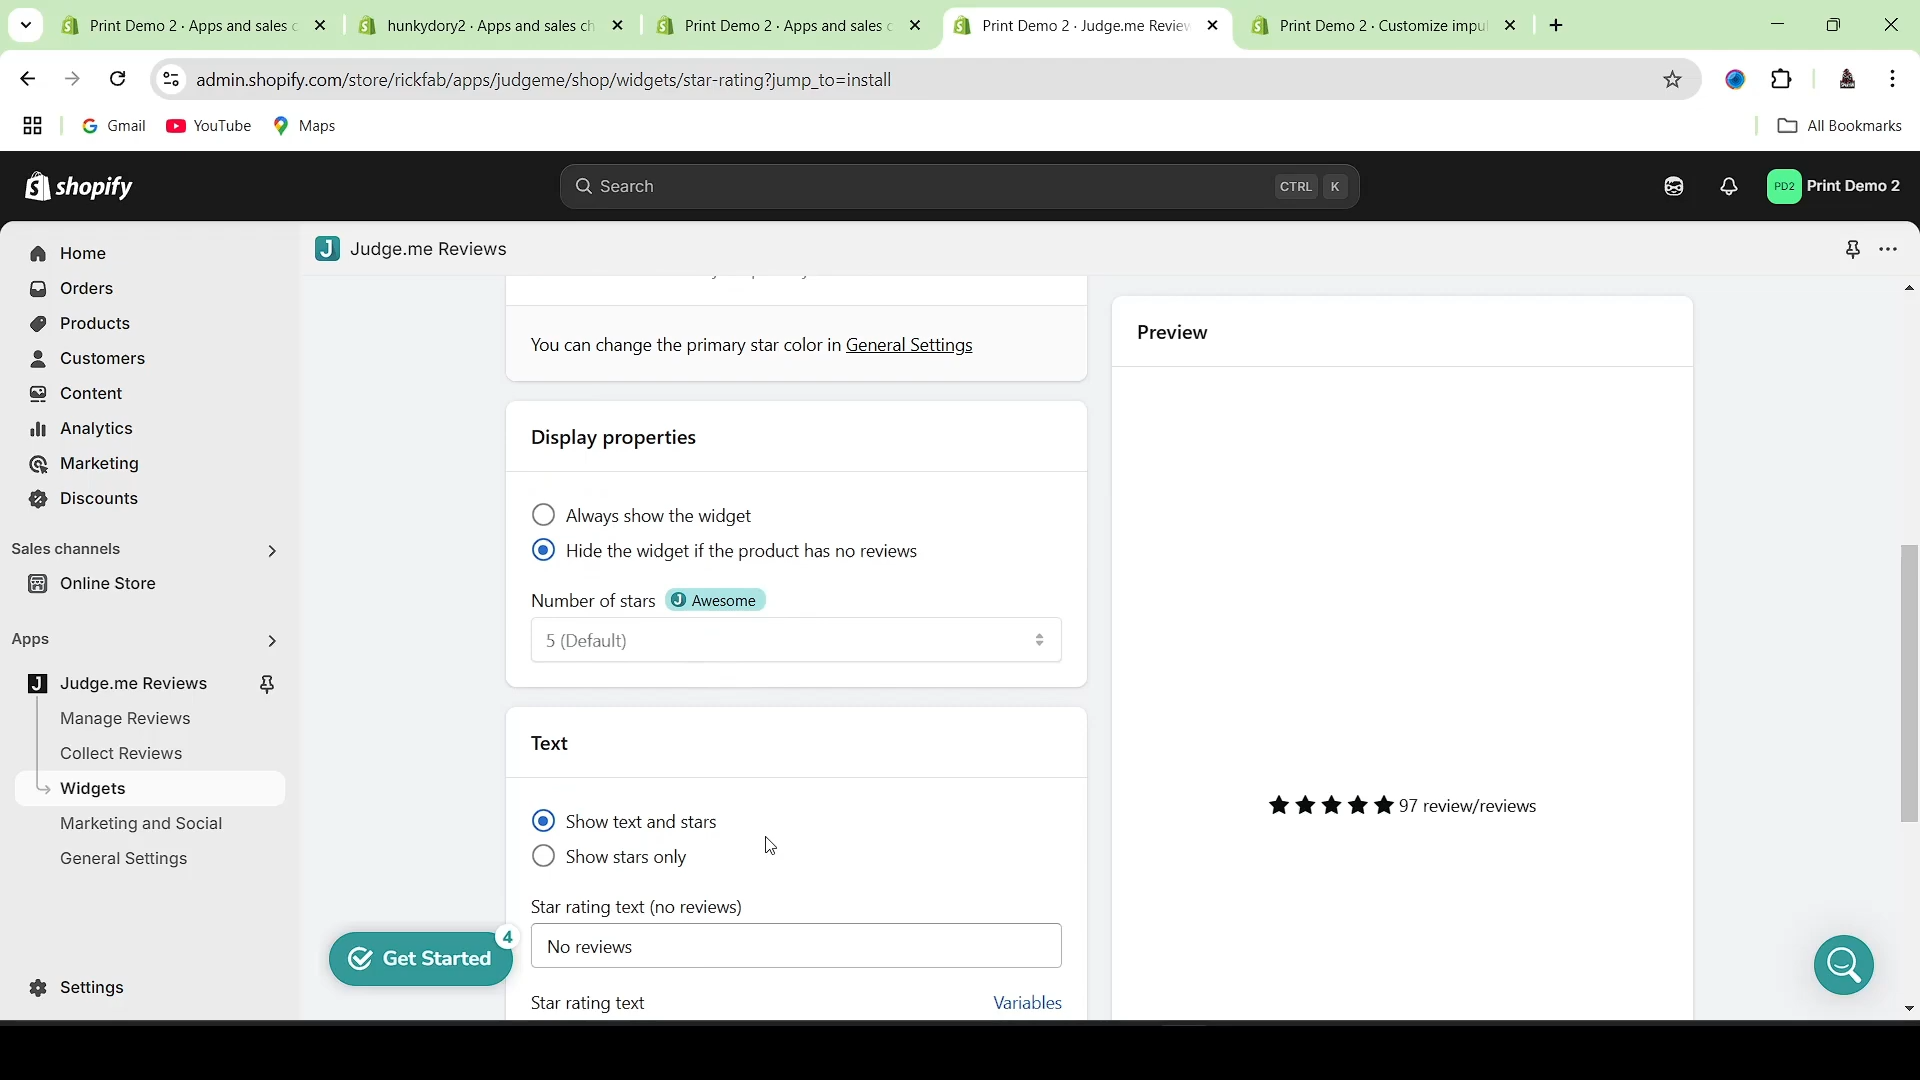 Print Demo 2 · Apps and sales c
hunkydory2 · Apps and sales ch
Print Demo 2 · Apps and sales c
Print Demo 2 · Judge.me Review
Print Demo 2 · Customize impul
admin.shopify.com/store/rickfab/apps/judgeme/shop/widgets/star-rating?jump_to=install
Gmail
YouTube
Maps
All Bookmarks
shopify
Search
CTRL K
PD2
Print Demo 2
Home
Orders
Products
Customers
Content
Analytics
Marketing
Discounts
Sales channels
Online Store
Apps
J Judge.me Reviews
Manage Reviews
Collect Reviews
Widgets
Marketing and Social
General Settings
Settings
J Judge.me Reviews
You can change the primary star color in General Settings
Display properties
Always show the widget
Hide the widget if the product has no reviews
Number of stars J Awesome
5 (Default)
Text
Show text and stars
Show stars only
Star rating text (no reviews)
No reviews
Star rating text Variables
Get Started
4
Preview
97 review/reviews